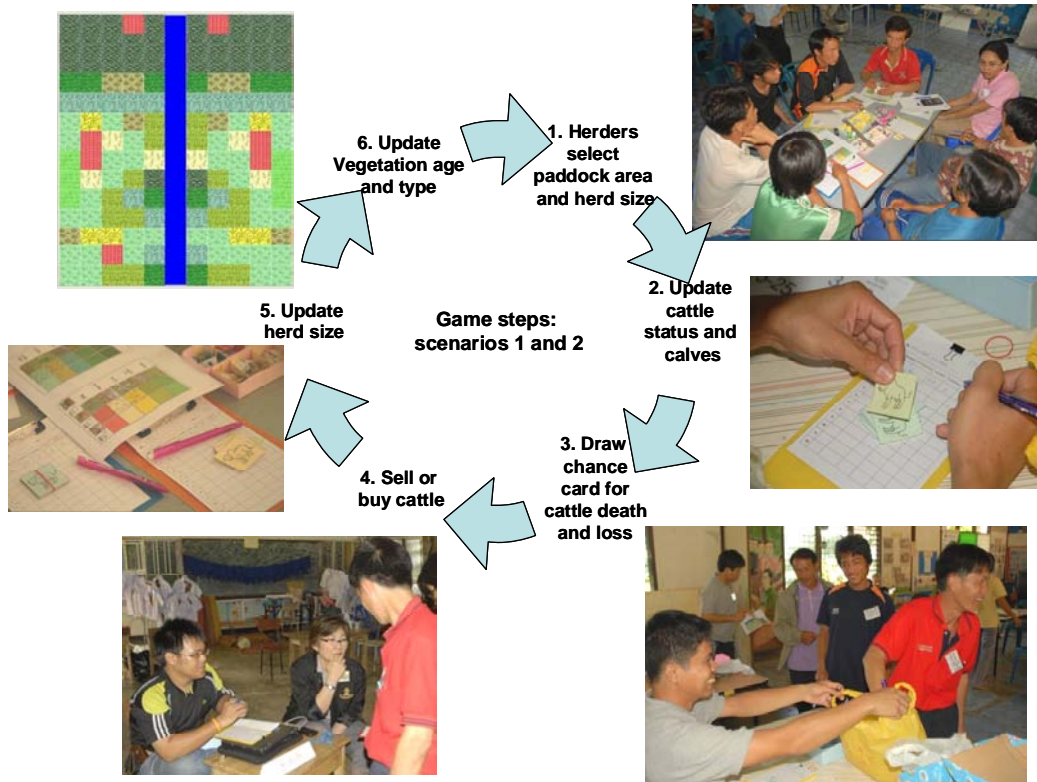 Game steps:
scenarios 1 and 2
1. Herders
select
paddock area
and herd size
2. Update
cattle
status and
calves
3. Draw
chance
card for
cattle death
and loss
4. Sell or
buy cattle
5. Update
herd size
6. Update
Vegetation age
and type